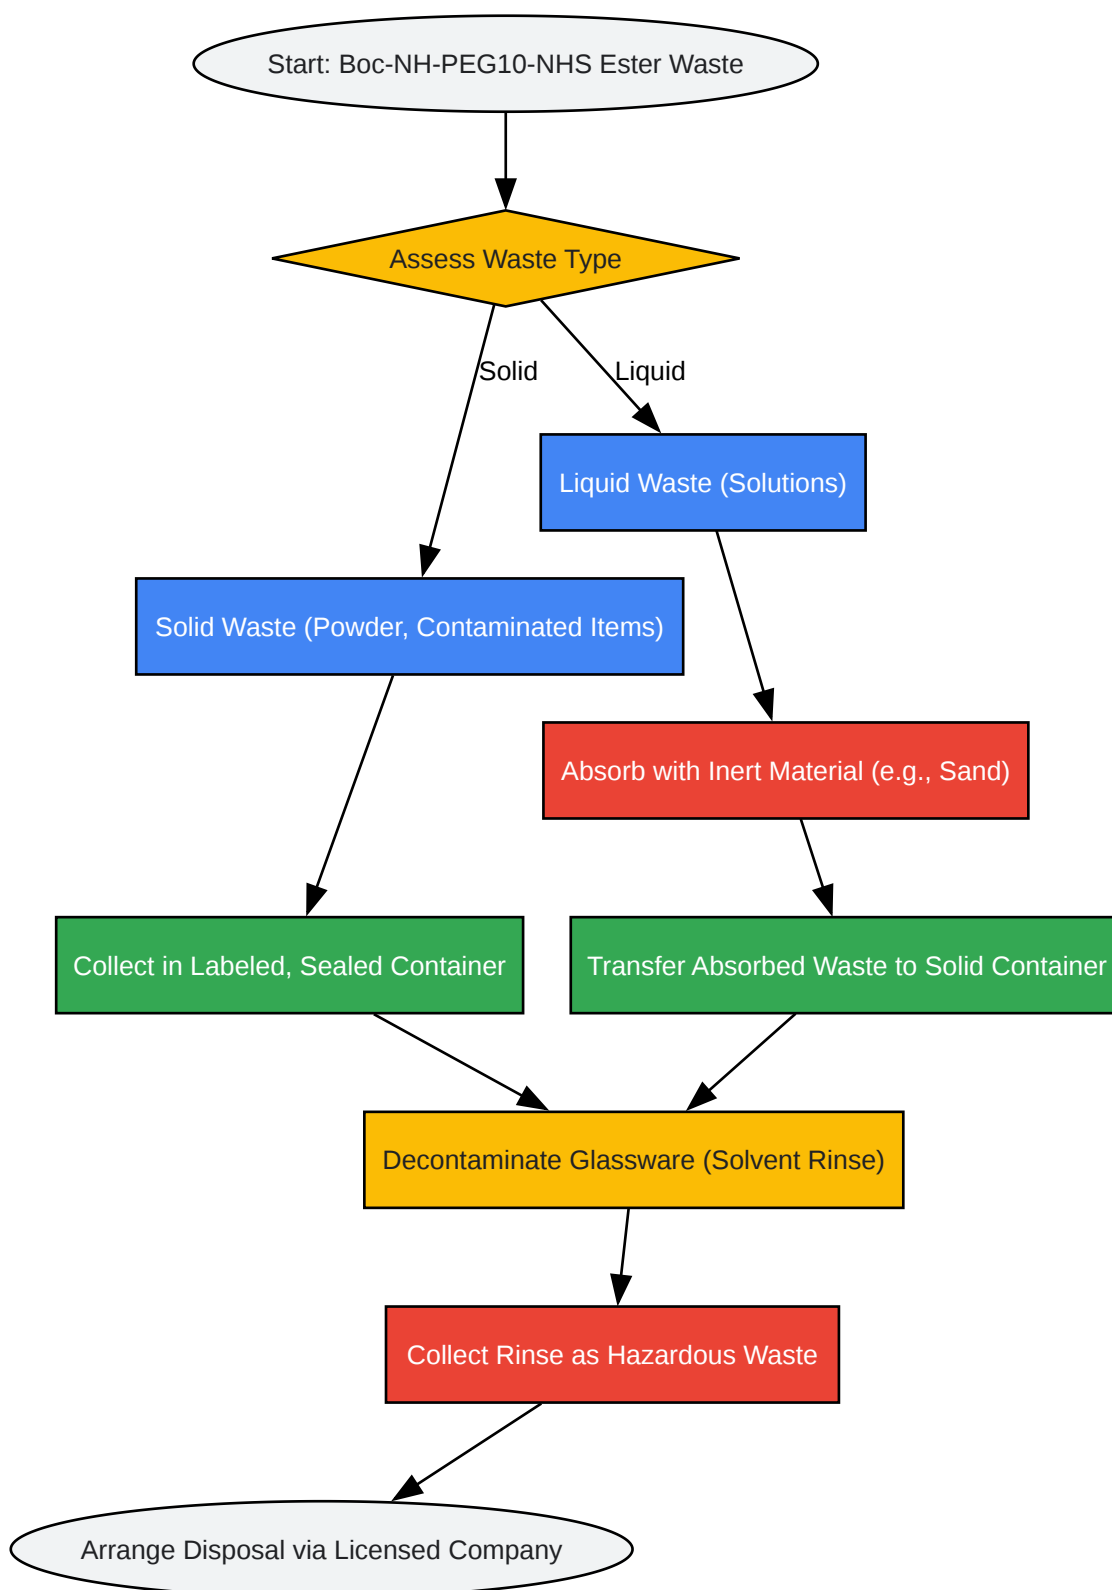 Start: Boc-NH-PEG10-NHS Ester Waste
Assess Waste Type
Solid
Liquid
Liquid Waste (Solutions)
Solid Waste (Powder, Contaminated Items)
Absorb with Inert Material (e.g., Sand)
Collect in Labeled, Sealed Container
Transfer Absorbed Waste to Solid Container
Decontaminate Glassware (Solvent Rinse)
Collect Rinse as Hazardous Waste
Arrange Disposal via Licensed Company